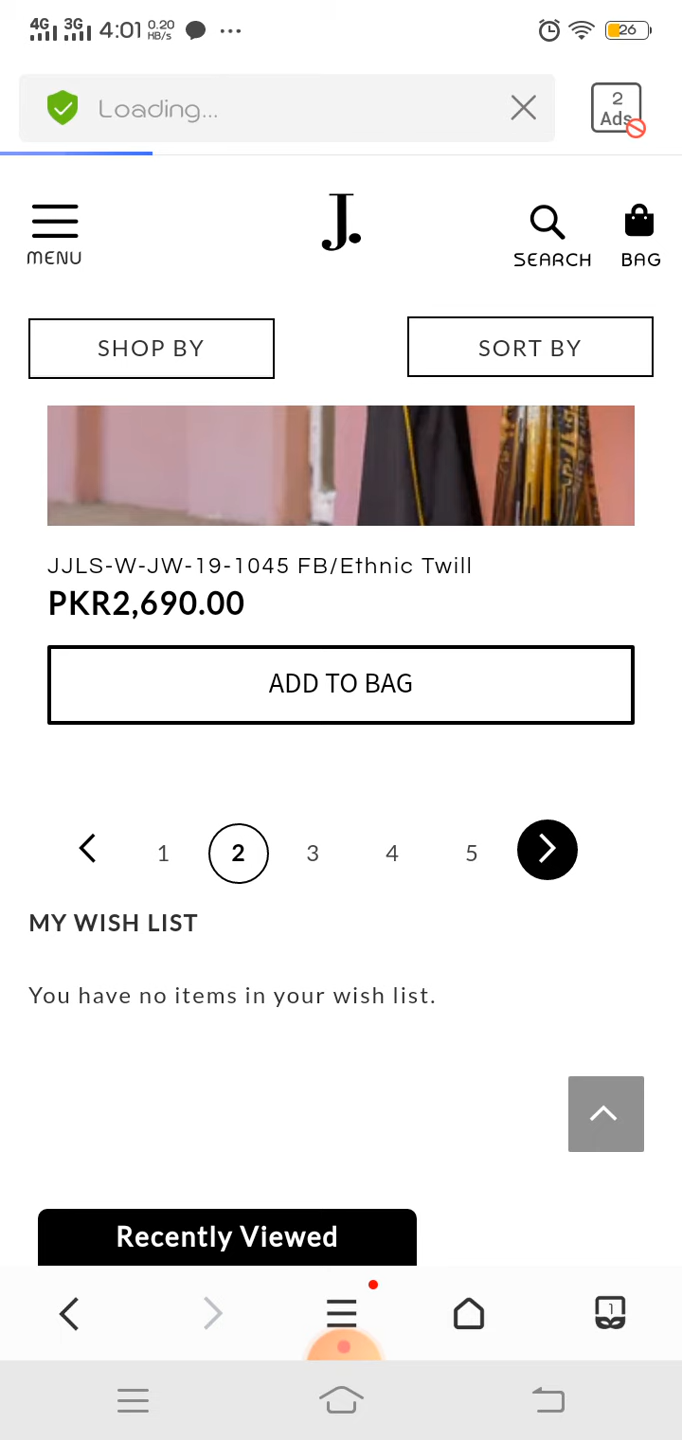 4G 3G 4:01 0.20 HB/s 26
Loading... 2 Ads
J.
MENU SEARCH BAG
SHOP BY SORT BY
JJLS-W-JW-19-1045 FB/Ethnic Twill
PKR2,690.00
ADD TO BAG
1 2 3 4 5
MY WISH LIST
You have no items in your wish list.
Recently Viewed
1